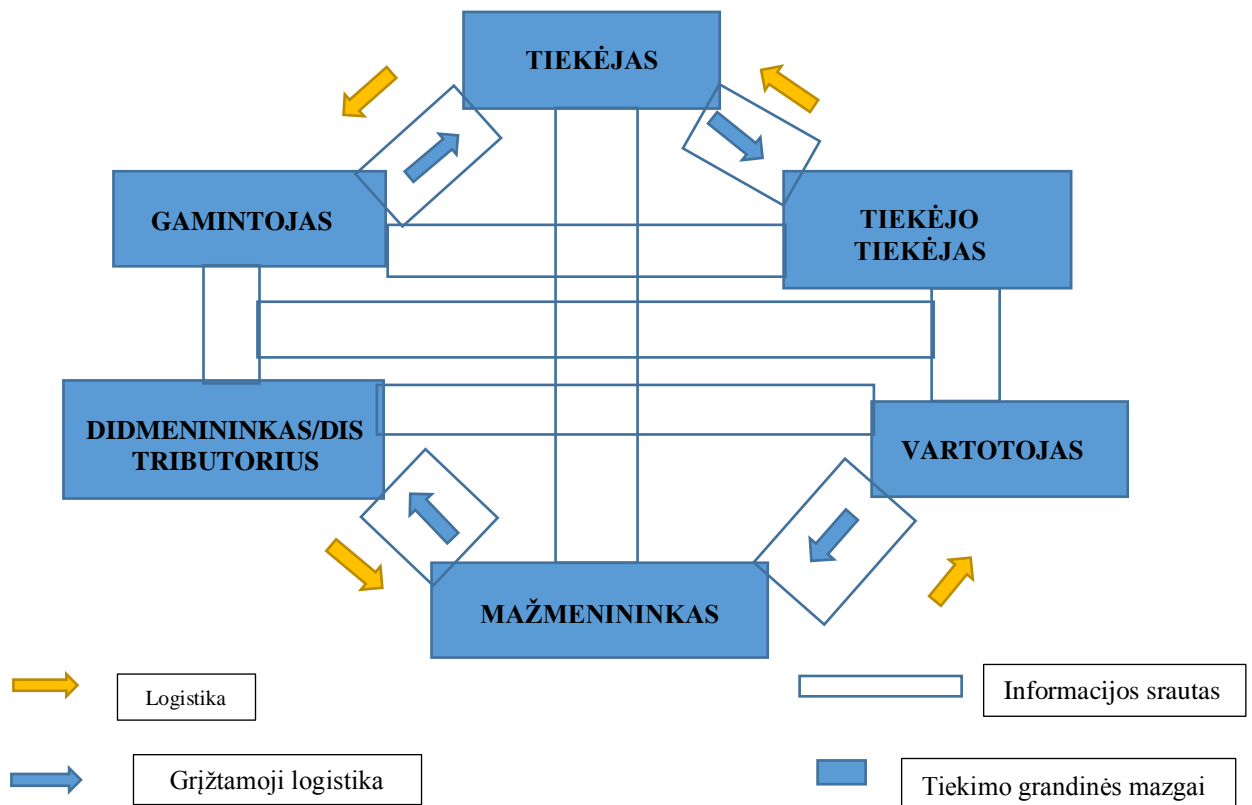 TIEKĖJAS
GAMINTOJAS
TIEKĖJO
TIEKĖJAS
DIDMENININKAS/DIS
TRIBUTORIUS
VARTOTOJAS
MAŽMENININKAS
Logistika
Informacijos srautas
Grįžtamoji logistika
Tiekimo grandinės mazgai